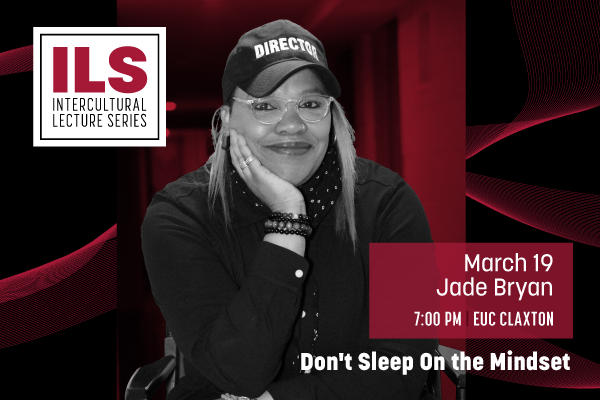 ILS
INTERCULTURAL
LECTURE SERIES
DIRECTOR
March 19
Jade Bryan
7:00 PM | EUC CLAXTON
Don't Sleep On the Mindset